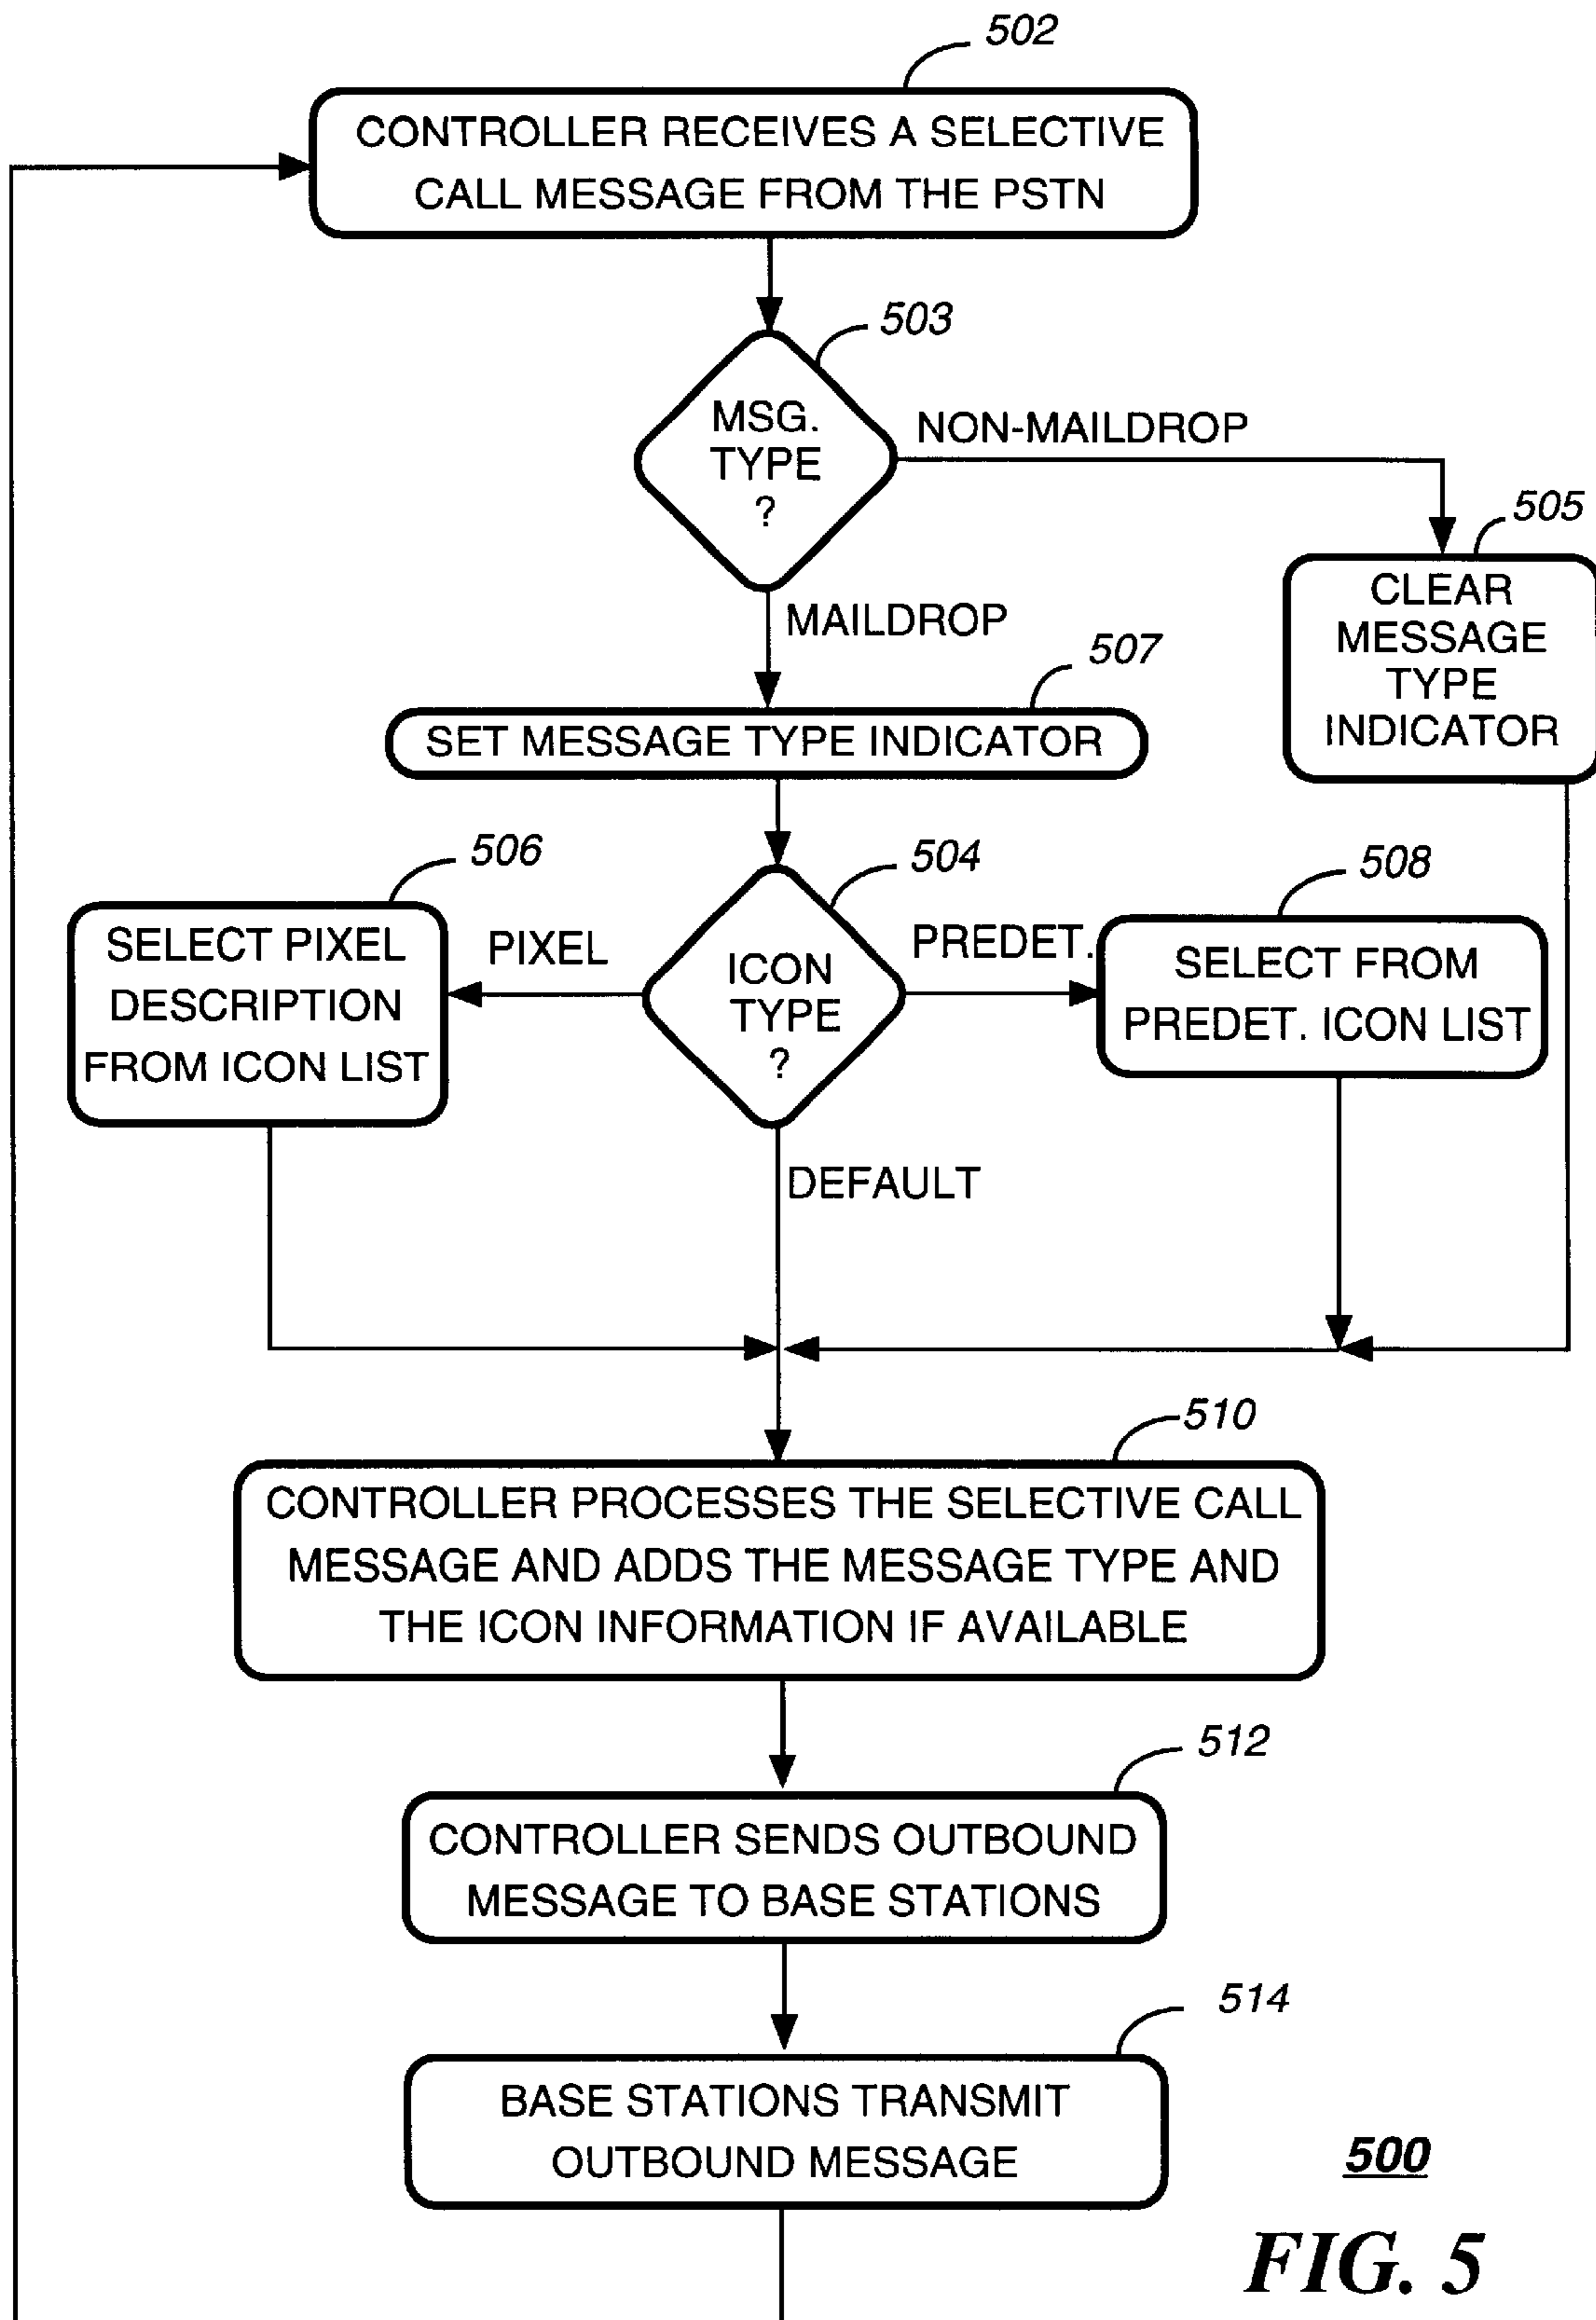 502
CONTROLLER RECEIVES A SELECTIVE
CALL MESSAGE FROM THE PSTN
503
MSG.
TYPE
?
NON-MAILDROP
505
CLEAR
MESSAGE
TYPE
INDICATOR
MAILDROP
507
SET MESSAGE TYPE INDICATOR
506
SELECT PIXEL
DESCRIPTION
FROM ICON LIST
PIXEL
504
ICON
TYPE
?
PREDET.
508
SELECT FROM
PREDET. ICON LIST
DEFAULT
510
CONTROLLER PROCESSES THE SELECTIVE CALL
MESSAGE AND ADDS THE MESSAGE TYPE AND
THE ICON INFORMATION IF AVAILABLE
512
CONTROLLER SENDS OUTBOUND
MESSAGE TO BASE STATIONS
514
BASE STATIONS TRANSMIT
OUTBOUND MESSAGE
500
FIG. 5